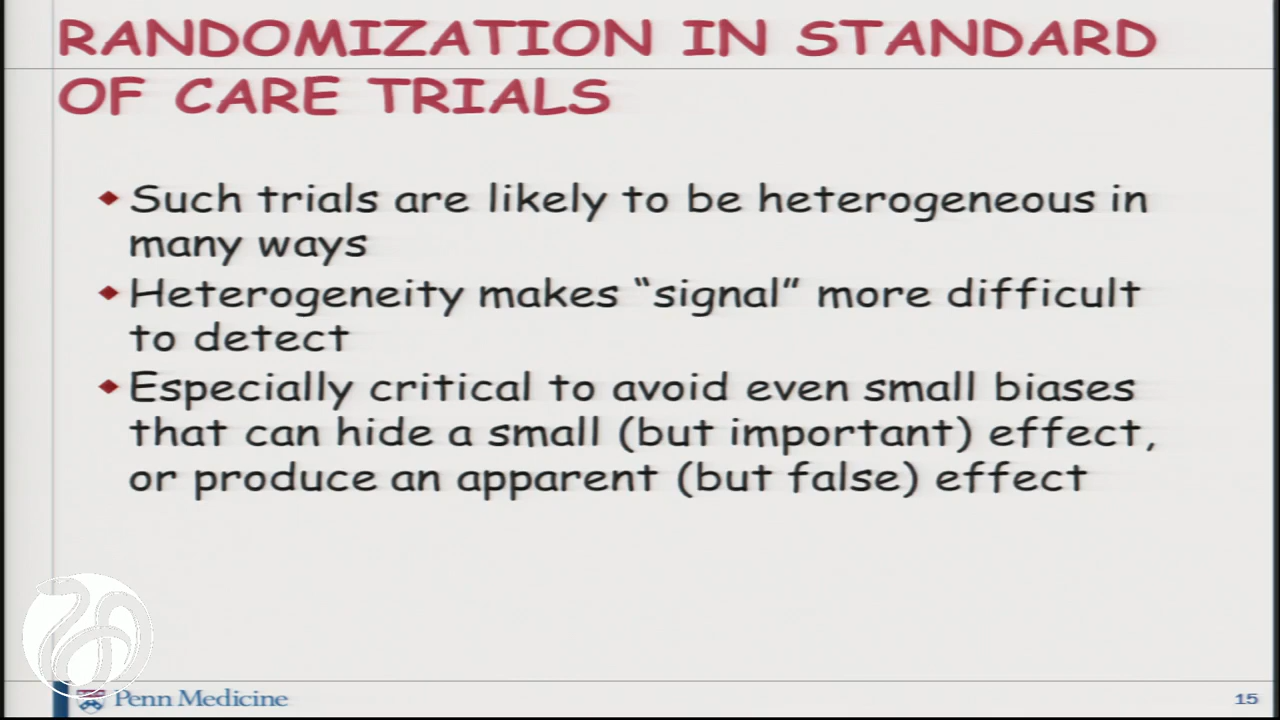 RANDOMIZATION IN STANDARD
OF CARE TRIALS
Such trials are likely to be heterogeneous in
many ways
Heterogeneity makes “signal” more difficult
to detect
Especially critical to avoid even small biases
that can hide a small (but important) effect,
or produce an apparent (but false) effect
Penn Medicine
15